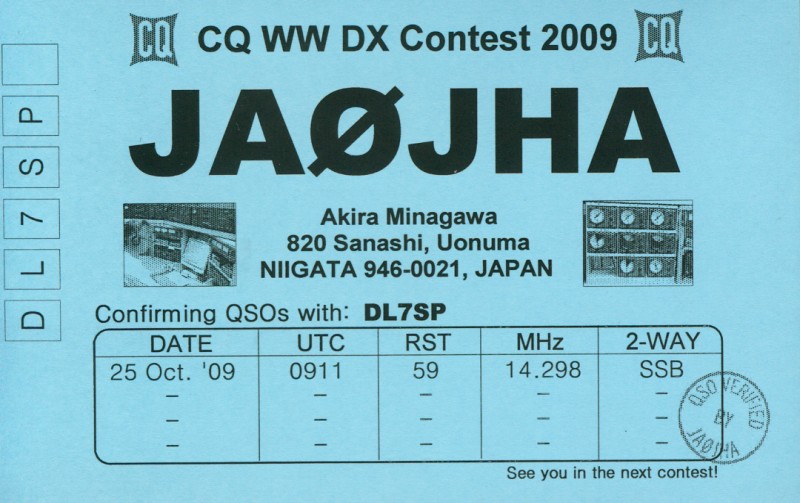 CQ CQ WW DX Contest 2009 CQ
JAØJHA
Akira Minagawa
820 Sanashi, Uonuma
NIIGATA 946-0021, JAPAN
DL7SP
Confirming QSOs with: DL7SP
DATE UTC RST MHz 2-WAY
25 Oct. '09 0911 59 14.298 SSB
– – – – –
– – – – –
– – – – –
QSO VERIFIED
BY
JAØJHA
See you in the next contest!